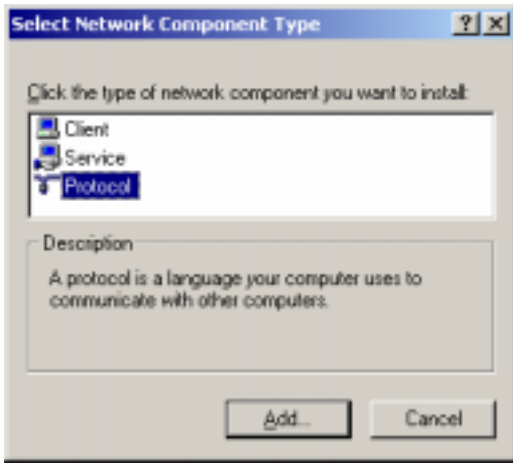 Select Network Component Type
Click the type of network component you want to install:
Client
Service
Protocol
Description
A protocol is a language your computer uses to
communicate with other computers.
Add...
Cancel